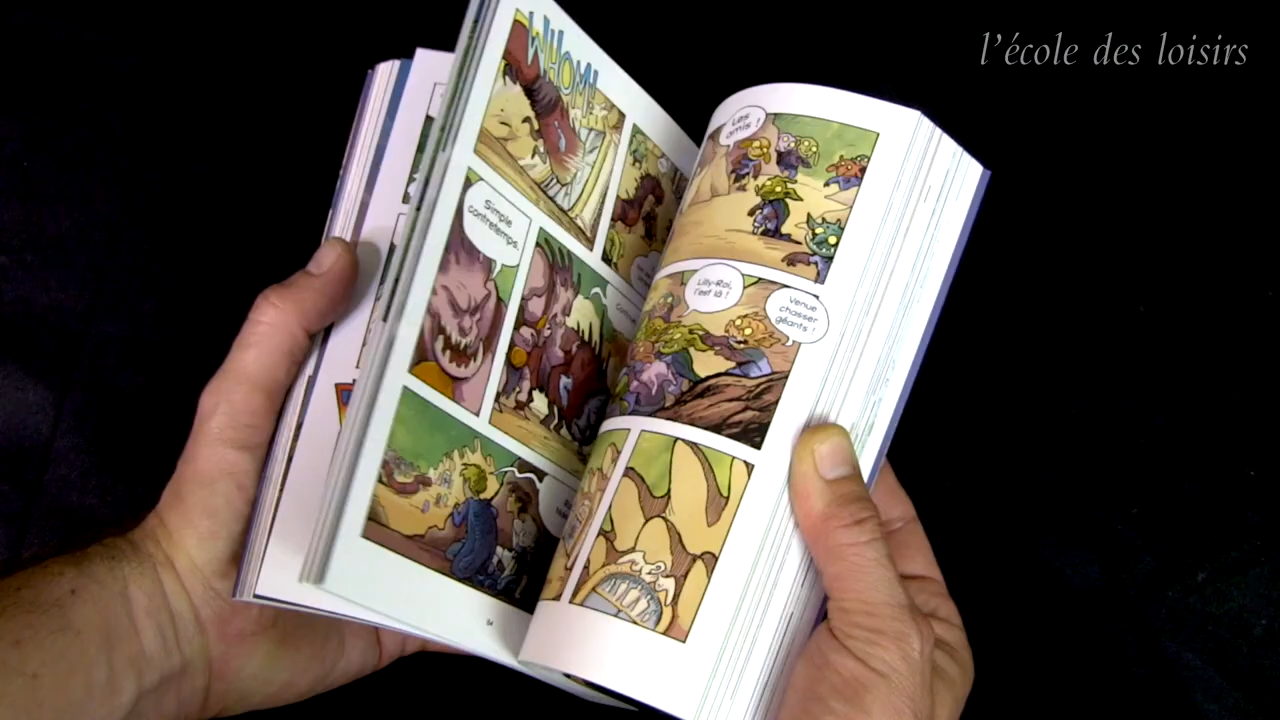 l'école des loisirs
WHOM!
Simple
contretemps.
Les
amis !
Lilly-Roi,
l'est là !
Venue
chasser
géants !